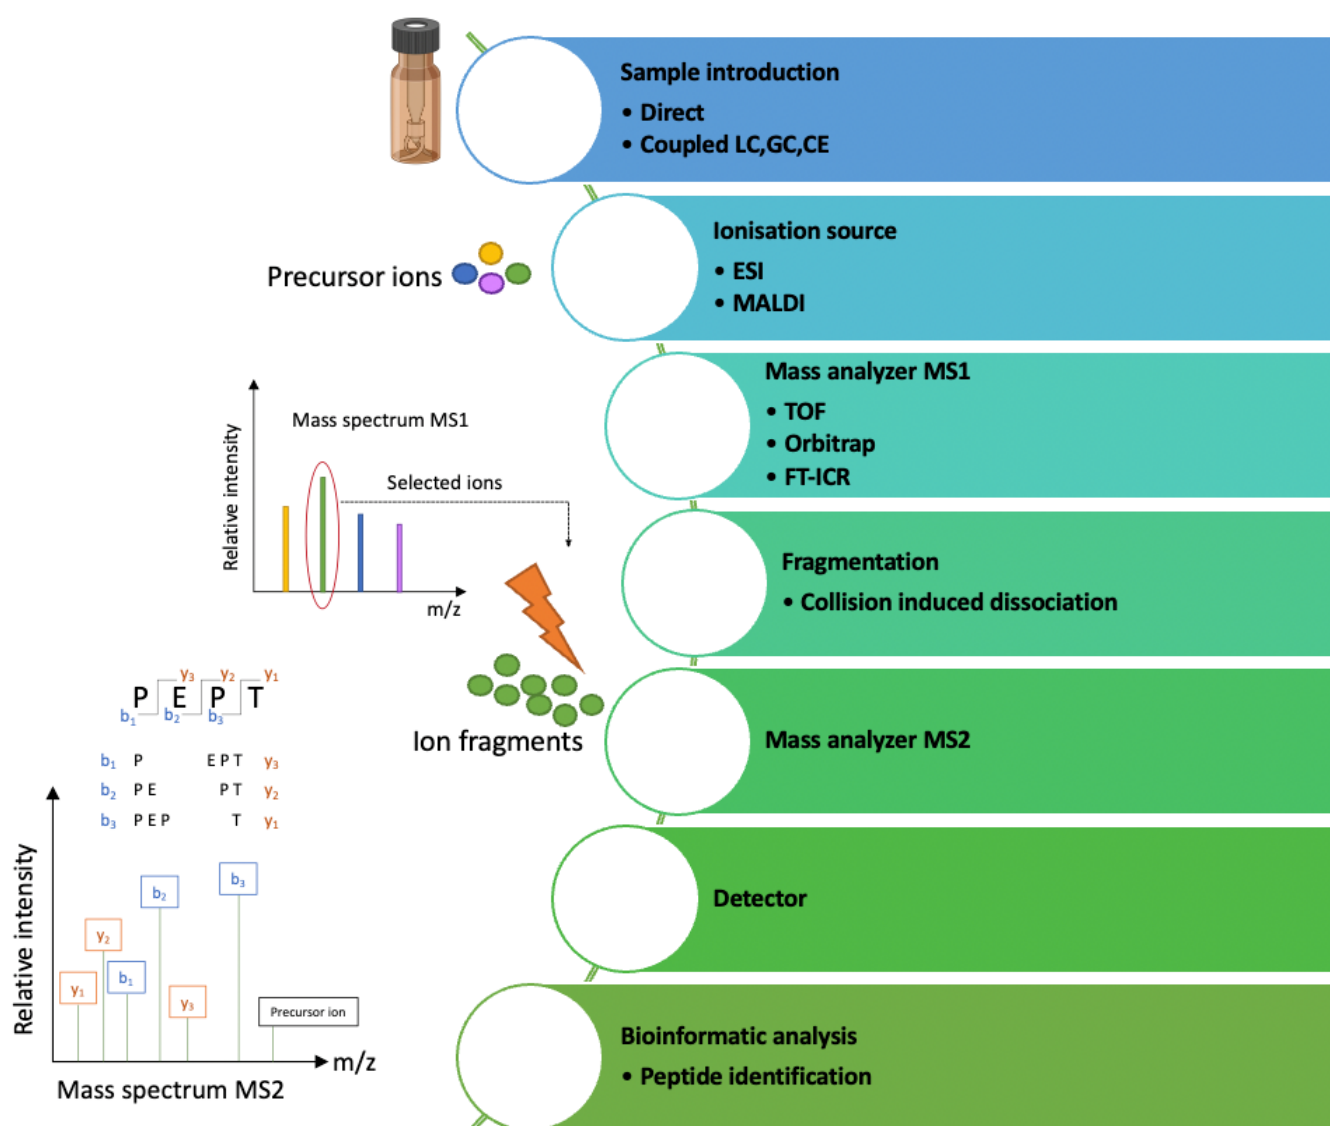 Sample introduction
• Direct
• Coupled LC,GC,CE
Ionisation source
• ESI
• MALDI
Precursor ions
Mass analyzer MS1
• TOF
• Orbitrap
• FT-ICR
Mass spectrum MS1
Selected ions
Relative intensity
m/z
Fragmentation
• Collision induced dissociation
Ion fragments
Mass analyzer MS2
y3 y2 y1
P E P T
b1 b2 b3
b1 P EPT y3
b2 PE PT y2
b3 PEP T y1
Relative intensity
y1
y2
b1
b2
y3
b3
Precursor ion
m/z
Mass spectrum MS2
Detector
Bioinformatic analysis
• Peptide identification